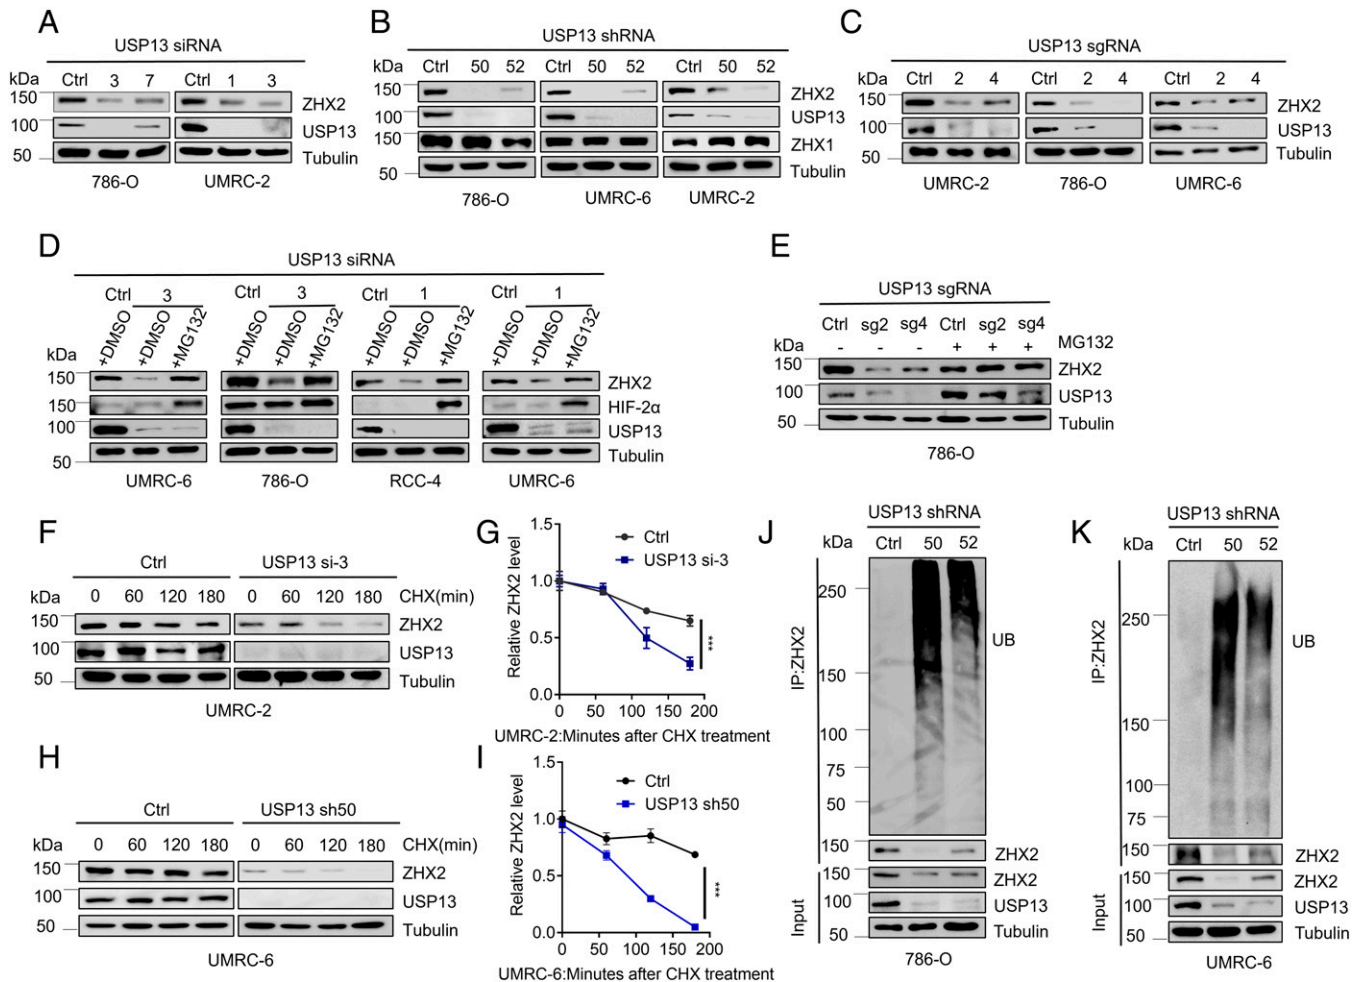 A
USP13 siRNA
kDa Ctrl 3 7 Ctrl 1 3
150 ZHX2
100 USP13
50 Tubulin
786-O UMRC-2
B
USP13 shRNA
kDa Ctrl 50 52 Ctrl 50 52 Ctrl 50 52
150 ZHX2
100 USP13
150 ZHX1
50 Tubulin
786-O UMRC-6 UMRC-2
C
USP13 sgRNA
kDa Ctrl 2 4 Ctrl 2 4 Ctrl 2 4
150 ZHX2
100 USP13
50 Tubulin
UMRC-2 786-O UMRC-6
D
USP13 siRNA
Ctrl 3 Ctrl 3 Ctrl 1 Ctrl 1
+DMSO +DMSO +MG132 +DMSO +DMSO +MG132 +DMSO +DMSO +MG132 +DMSO +DMSO +MG132
kDa
150 ZHX2
150 HIF-2α
100 USP13
50 Tubulin
UMRC-6 786-O RCC-4 UMRC-6
E
USP13 sgRNA
Ctrl sg2 sg4 Ctrl sg2 sg4
kDa - - - + + + MG132
150 ZHX2
100 USP13
50 Tubulin
786-O
F
Ctrl USP13 si-3
kDa 0 60 120 180 0 60 120 180 CHX(min)
150 ZHX2
100 USP13
50 Tubulin
UMRC-2
G
Relative ZHX2 level
1.5
1.0
0.5
0.0
Ctrl
USP13 si-3
***
0 50 100 150 200
UMRC-2:Minutes after CHX treatment
H
Ctrl USP13 sh50
kDa 0 60 120 180 0 60 120 180 CHX(min)
150 ZHX2
100 USP13
50 Tubulin
UMRC-6
I
Relative ZHX2 level
1.5
1.0
0.5
0.0
Ctrl
USP13 sh50
***
0 50 100 150 200
UMRC-6:Minutes after CHX treatment
J
USP13 shRNA
kDa Ctrl 50 52
IP:ZHX2
250
UB
150
100
75
50
150 ZHX2
Input
150 ZHX2
100 USP13
50 Tubulin
786-O
K
USP13 shRNA
kDa Ctrl 50 52
IP:ZHX2
250
UB
150
100
75
150 ZHX2
Input
150 ZHX2
100 USP13
50 Tubulin
UMRC-6